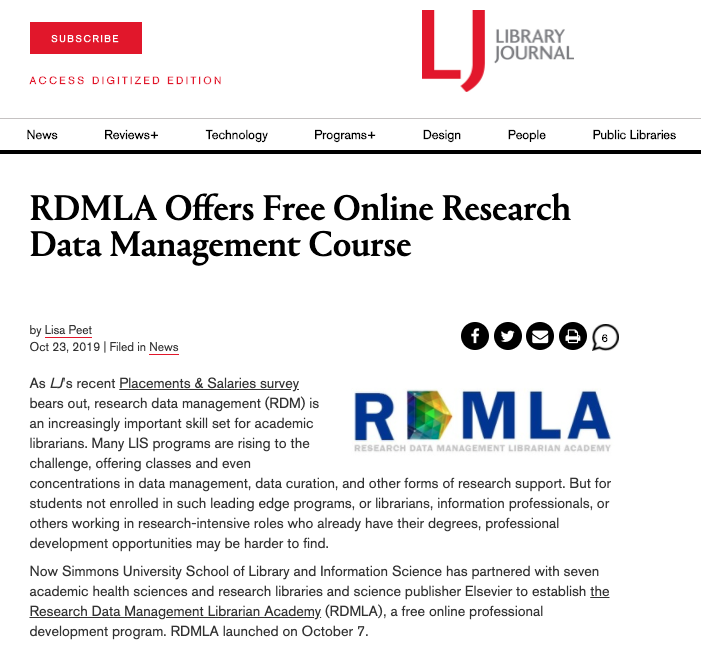 SUBSCRIBE
LIBRARY
JOURNAL
LJ
ACCESS DIGITIZED EDITION
News Reviews+ Technology Programs+ Design People Public Libraries
RDMLA Offers Free Online Research
Data Management Course
by Lisa Peet
Oct 23, 2019 | Filed in News
6
As LJ's recent Placements & Salaries survey
bears out, research data management (RDM) is
an increasingly important skill set for academic
librarians. Many LIS programs are rising to the
challenge, offering classes and even
RDMLA
RESEARCH DATA MANAGEMENT LIBRARIAN ACADEMY
concentrations in data management, data curation, and other forms of research support. But for
students not enrolled in such leading edge programs, or librarians, information professionals, or
others working in research-intensive roles who already have their degrees, professional
development opportunities may be harder to find.
Now Simmons University School of Library and Information Science has partnered with seven
academic health sciences and research libraries and science publisher Elsevier to establish the
Research Data Management Librarian Academy (RDMLA), a free online professional
development program. RDMLA launched on October 7.